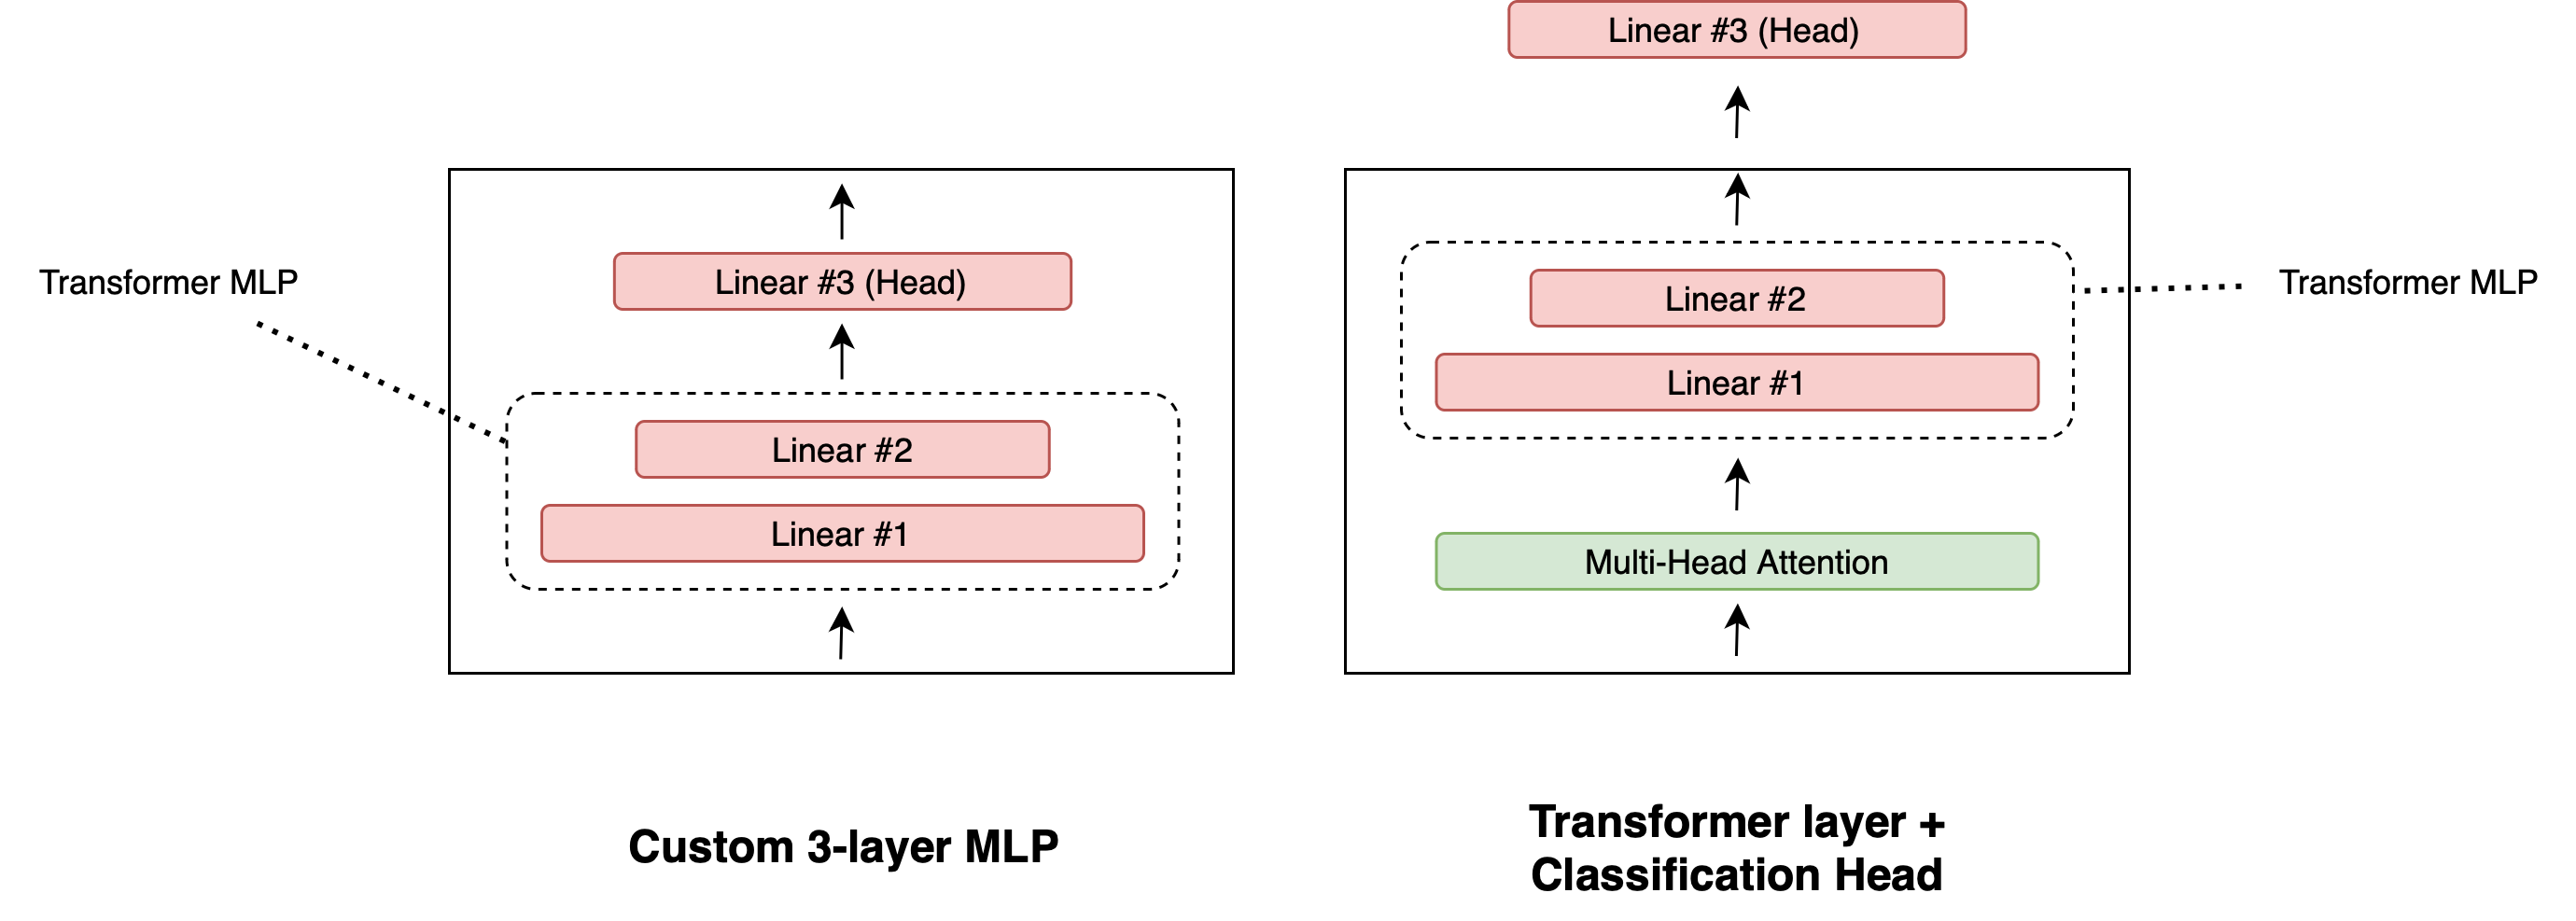 Transformer MLP
Linear #3 (Head)
Linear #2
Linear #1
Custom 3-layer MLP
Linear #3 (Head)
Linear #2
Linear #1
Multi-Head Attention
Transformer MLP
Transformer layer +
Classification Head